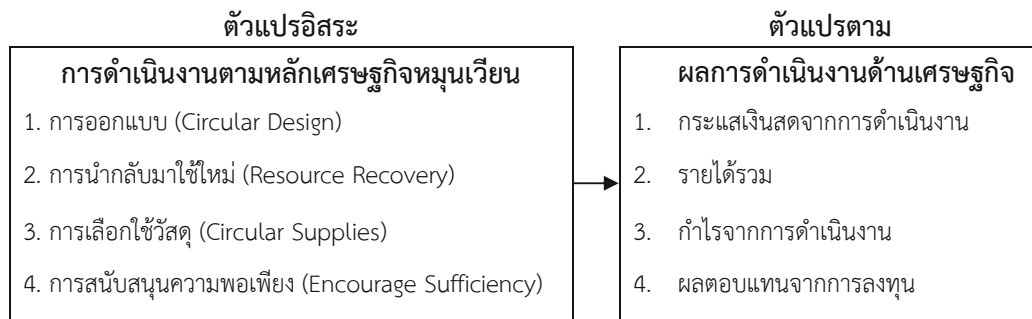 ตัวแปรอิสระ
การดำเนินงานตามหลักเศรษฐกิจหมุนเวียน
1. การออกแบบ (Circular Design)
2. การนำกลับมาใช้ใหม่ (Resource Recovery)
3. การเลือกใช้วัสดุ (Circular Supplies)
4. การสนับสนุนความพอเพียง (Encourage Sufficiency)
ตัวแปรตาม
ผลการดำเนินงานด้านเศรษฐกิจ
1. กระแสเงินสดจากการดำเนินงาน
2. รายได้รวม
3. กำไรจากการดำเนินงาน
4. ผลตอบแทนจากการลงทุน